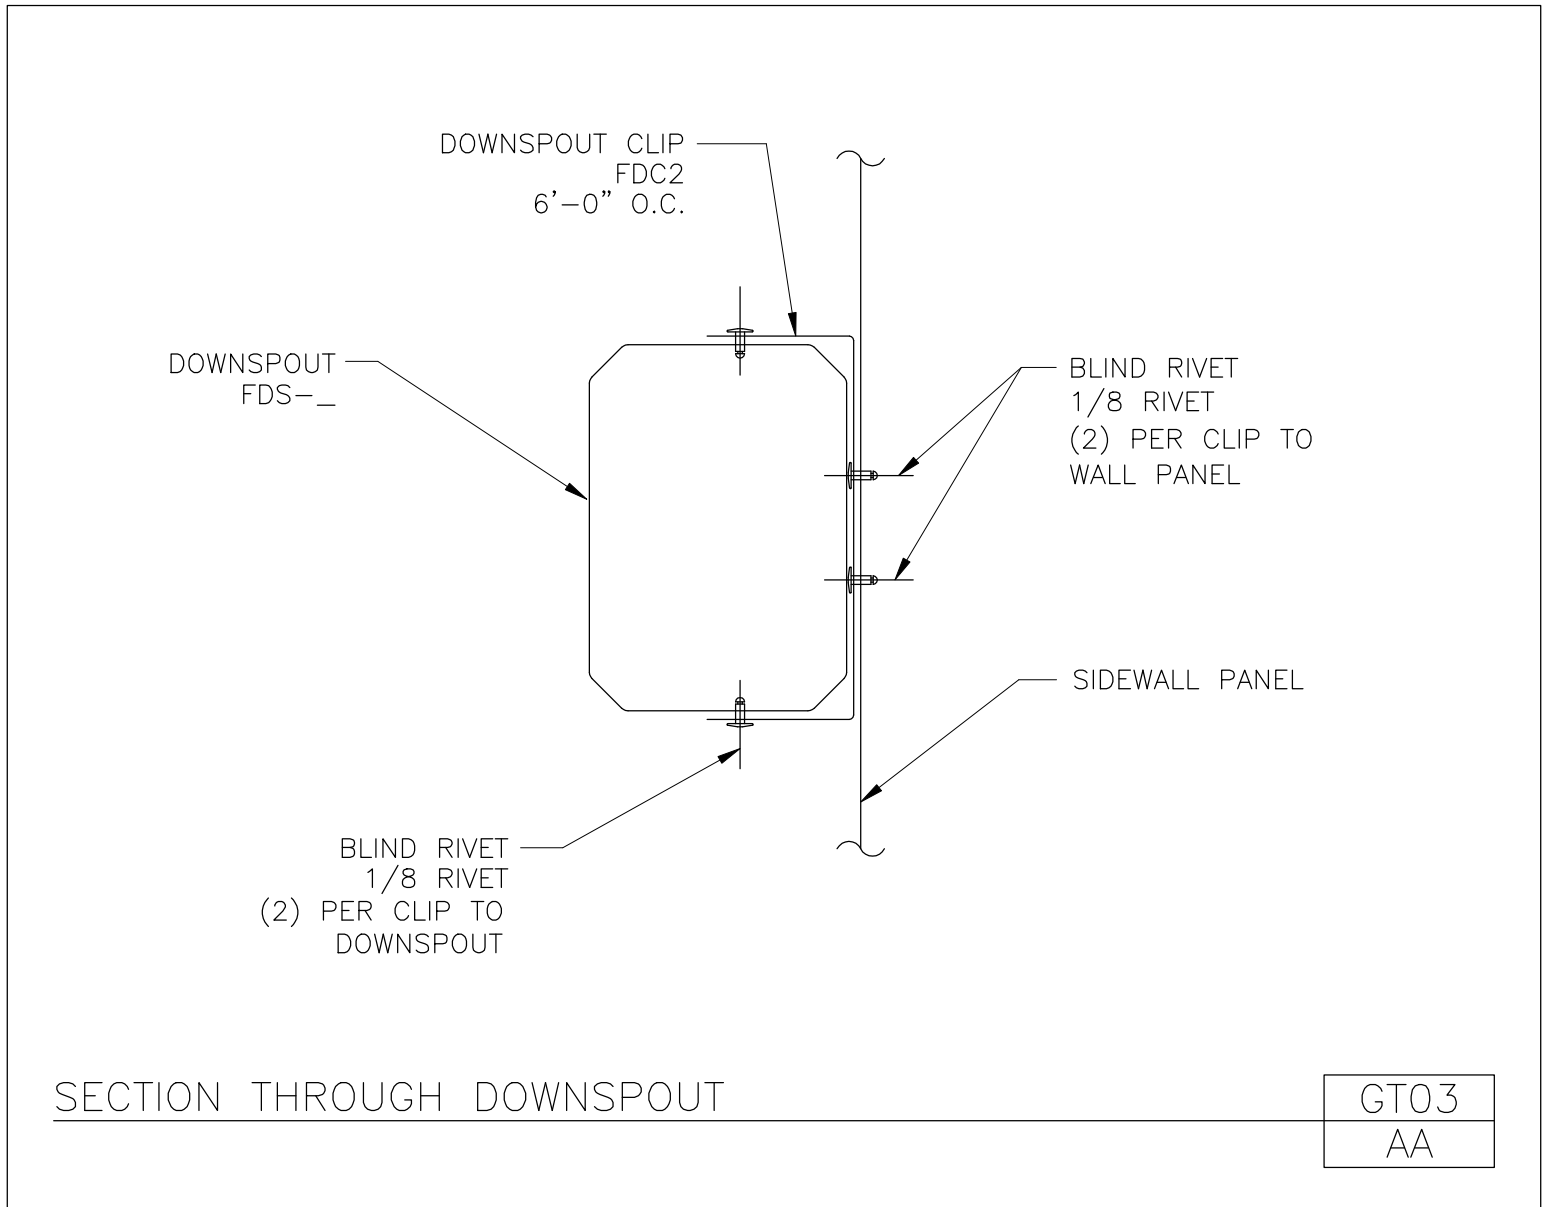 DOWNSPOUT CLIP
FDC2
6'-0" O.C.
DOWNSPOUT
FDS-_
BLIND RIVET
1/8 RIVET
(2) PER CLIP TO
WALL PANEL
SIDEWALL PANEL
BLIND RIVET
1/8 RIVET
(2) PER CLIP TO
DOWNSPOUT
SECTION THROUGH DOWNSPOUT
GT03
AA